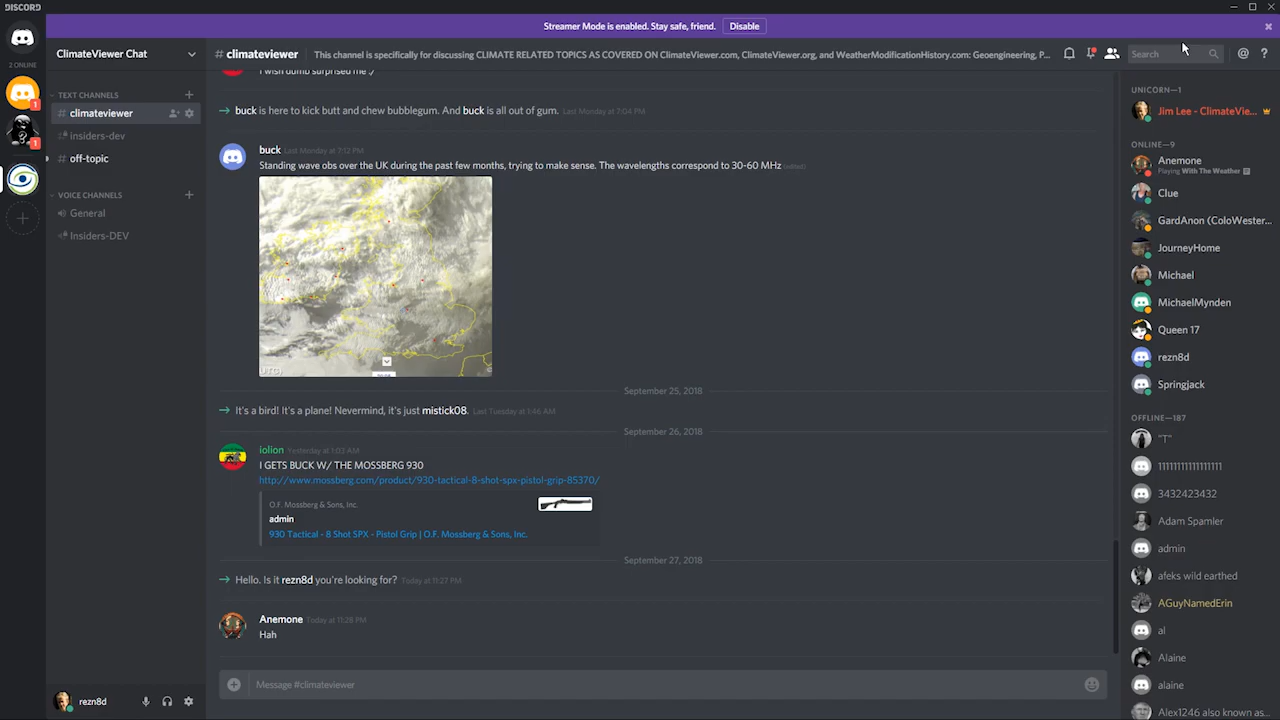 DISCORD
Streamer Mode is enabled. Stay safe, friend.
Disable
ClimateViewer Chat
# climateviewer
This channel is specifically for discussing CLIMATE RELATED TOPICS AS COVERED ON ClimateViewer.com, ClimateViewer.org, and WeatherModificationHistory.com: Geoengineering, P...
Search
2 ONLINE
1
1
TEXT CHANNELS
# climateviewer
insiders-dev
# off-topic
VOICE CHANNELS
General
Insiders-DEV
rezn8d
I wish dumb surprised me :/
buck is here to kick butt and chew bubblegum. And buck is all out of gum. Last Monday at 7:04 PM
buck Last Monday at 7:12 PM
Standing wave obs over the UK during the past few months, trying to make sense. The wavelengths correspond to 30-60 MHz (edited)
September 25, 2018
It's a bird! It's a plane! Nevermind, it's just mistick08. Last Tuesday at 1:46 AM
September 26, 2018
iolion Yesterday at 1:03 AM
I GETS BUCK W/ THE MOSSBERG 930
http://www.mossberg.com/product/930-tactical-8-shot-spx-pistol-grip-85370/
O.F. Mossberg & Sons, Inc.
admin
930 Tactical - 8 Shot SPX - Pistol Grip | O.F. Mossberg & Sons, Inc.
September 27, 2018
Hello. Is it rezn8d you're looking for? Today at 11:27 PM
Anemone Today at 11:28 PM
Hah
Message #climateviewer
UNICORN—1
Jim Lee - ClimateVie...
ONLINE—9
Anemone
Playing With The Weather
Clue
GardAnon (ColoWester...
JourneyHome
Michael
MichaelMynden
Queen 17
rezn8d
Springjack
OFFLINE—187
"T"
3432423432
Adam Spamler
admin
afeks wild earthed
AGuyNamedErin
al
Alaine
alaine
Alex1246 also known as...